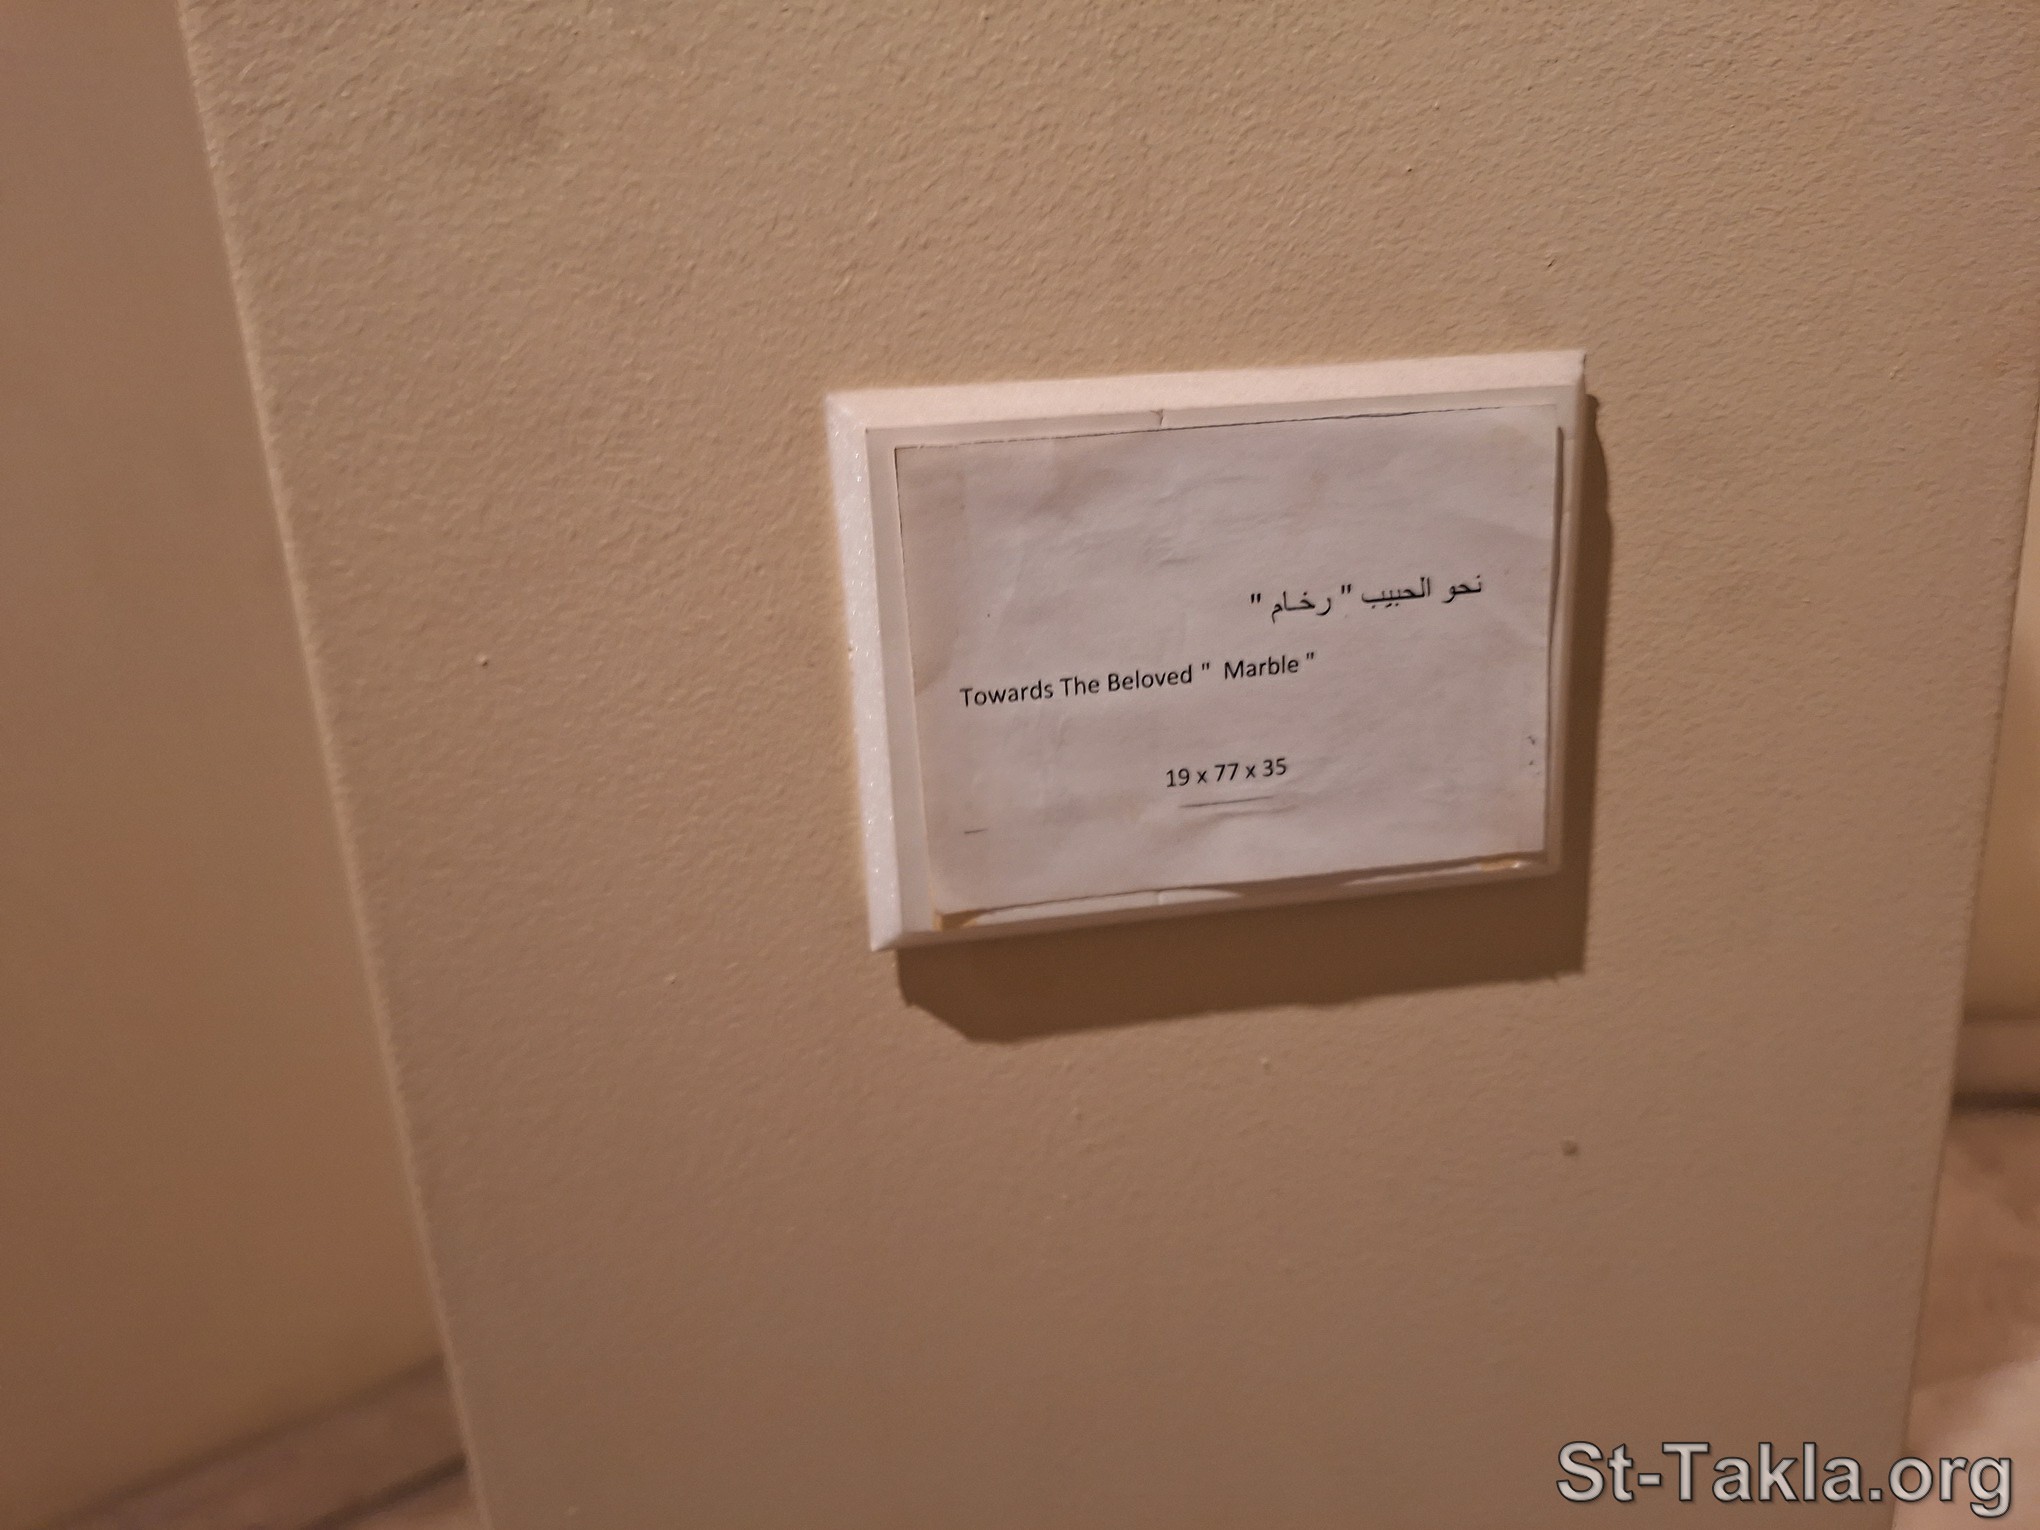 نحو الحبيب " رخام "
Towards The Beloved " Marble "
19 x 77 x 35
St-Takla.org